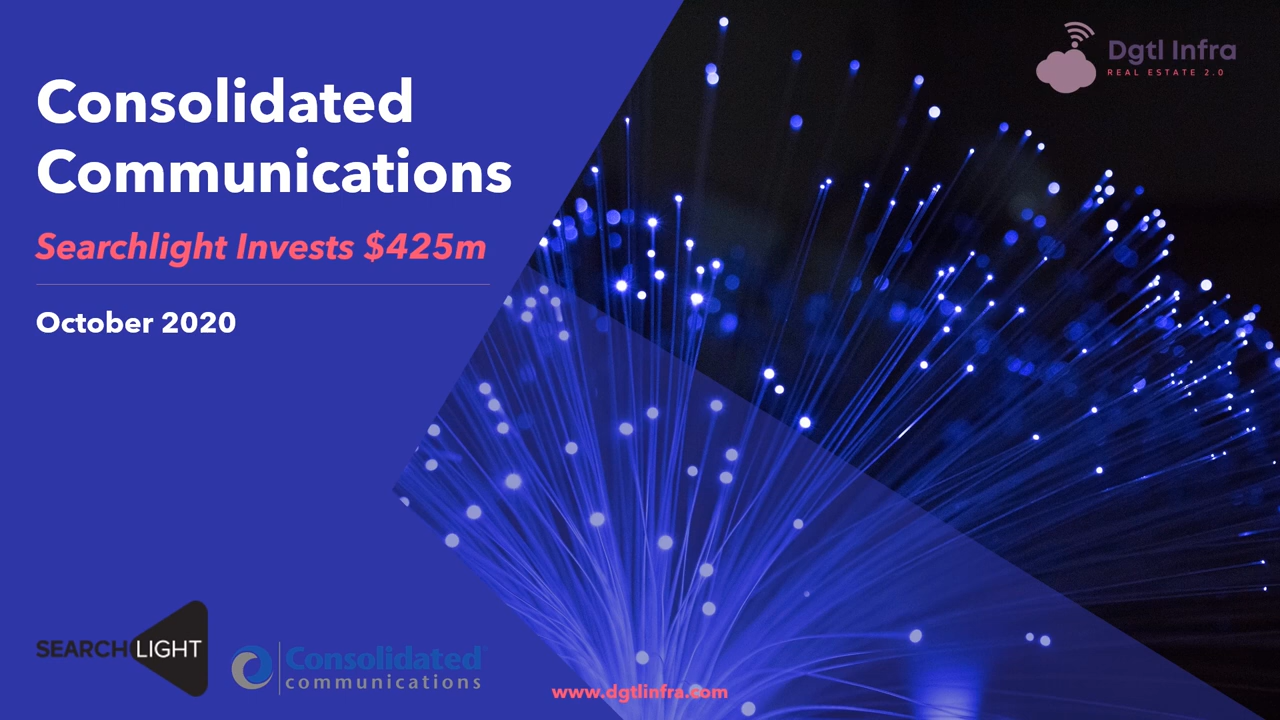 Consolidated
Communications
Searchlight Invests $425m
October 2020
Dgtl Infra
REAL ESTATE 2.0
SEARCHLIGHT
Consolidated
communications
www.dgtlinfra.com